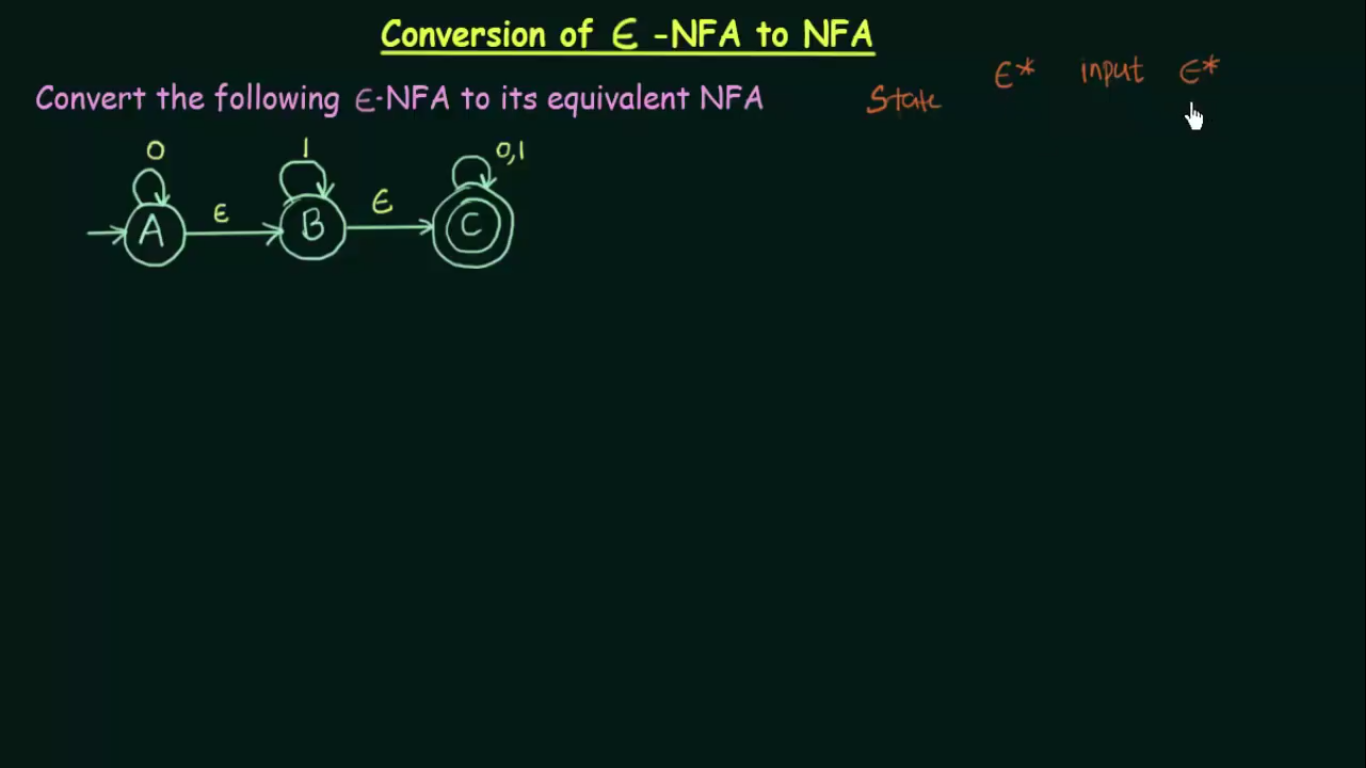 Conversion of ϵ -NFA to NFA
Convert the following ϵ-NFA to its equivalent NFA
State ϵ* input ϵ*
0 1 0,1
ϵ ϵ
A B C